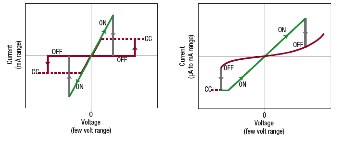 ON
CC
OFF
OFF
CC
ON
Current
(mA range)
0
Voltage
(few volt range)
ON
OFF
OFF
CC
ON
Current
(μA to mA range)
0
Voltage
(few volt range)